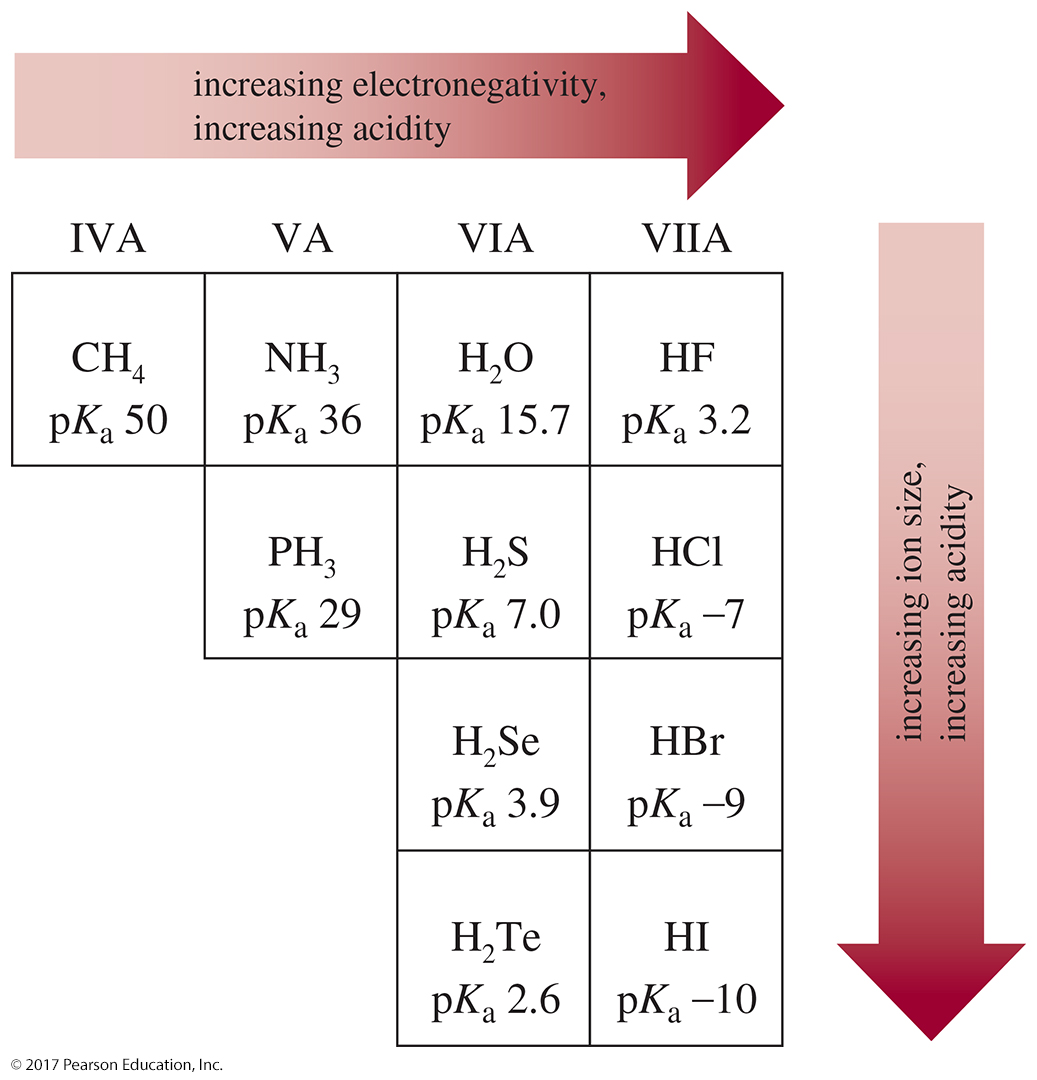 increasing electronegativity,
increasing acidity
IVA VA VIA VIIA
CH₄ NH₃ H₂O HF
pKₐ 50 pKₐ 36 pKₐ 15.7 pKₐ 3.2
PH₃ H₂S HCl
pKₐ 29 pKₐ 7.0 pKₐ –7
H₂Se HBr
pKₐ 3.9 pKₐ –9
H₂Te HI
pKₐ 2.6 pKₐ –10
increasing ion size,
increasing acidity
© 2017 Pearson Education, Inc.